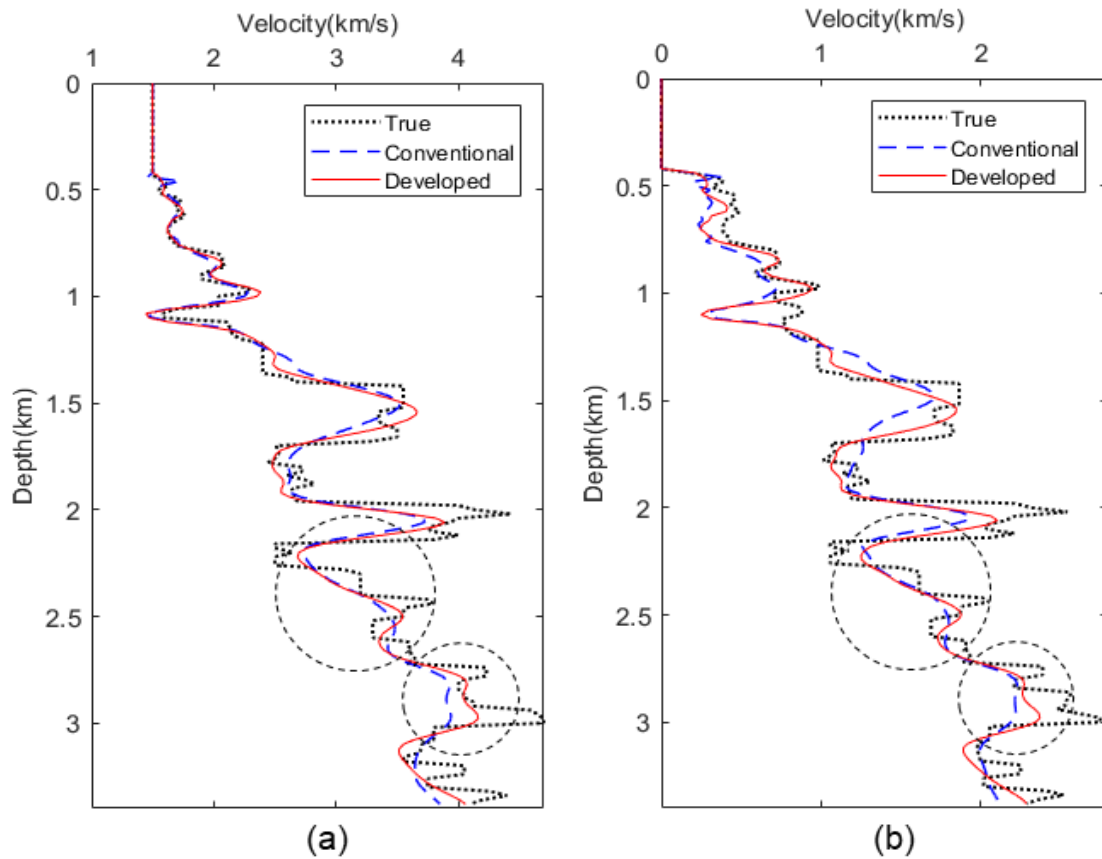 Velocity(km/s)
1 2 3 4
0
0.5
1
1.5
2
2.5
3
Depth(km)
True
Conventional
Developed
(a)
Velocity(km/s)
0 1 2
0
0.5
1
1.5
2
2.5
3
Depth(km)
True
Conventional
Developed
(b)